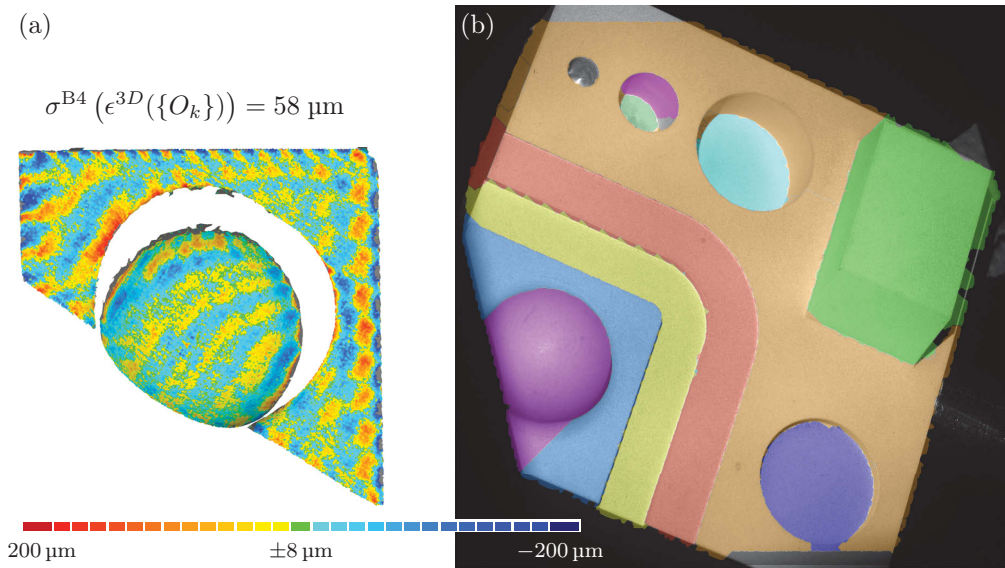 (a)
(b)
σ^B4 (ϵ^3D({O_k})) = 58 µm
200 µm
±8 µm
−200 µm